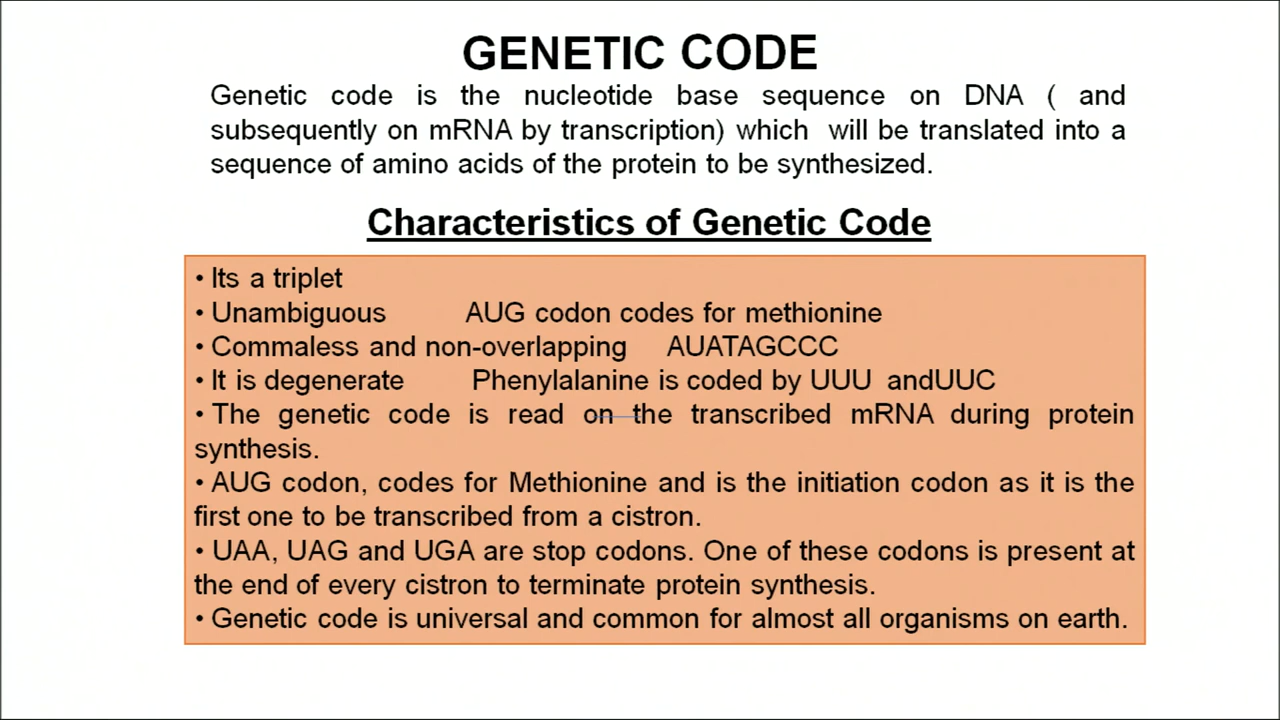 GENETIC CODE
Genetic code is the nucleotide base sequence on DNA ( and
subsequently on mRNA by transcription) which will be translated into a
sequence of amino acids of the protein to be synthesized.
Characteristics of Genetic Code
• Its a triplet
• Unambiguous AUG codon codes for methionine
• Commaless and non-overlapping AUATAGCCC
• It is degenerate Phenylalanine is coded by UUU andUUC
• The genetic code is read on the transcribed mRNA during protein
synthesis.
• AUG codon, codes for Methionine and is the initiation codon as it is the
first one to be transcribed from a cistron.
• UAA, UAG and UGA are stop codons. One of these codons is present at
the end of every cistron to terminate protein synthesis.
• Genetic code is universal and common for almost all organisms on earth.